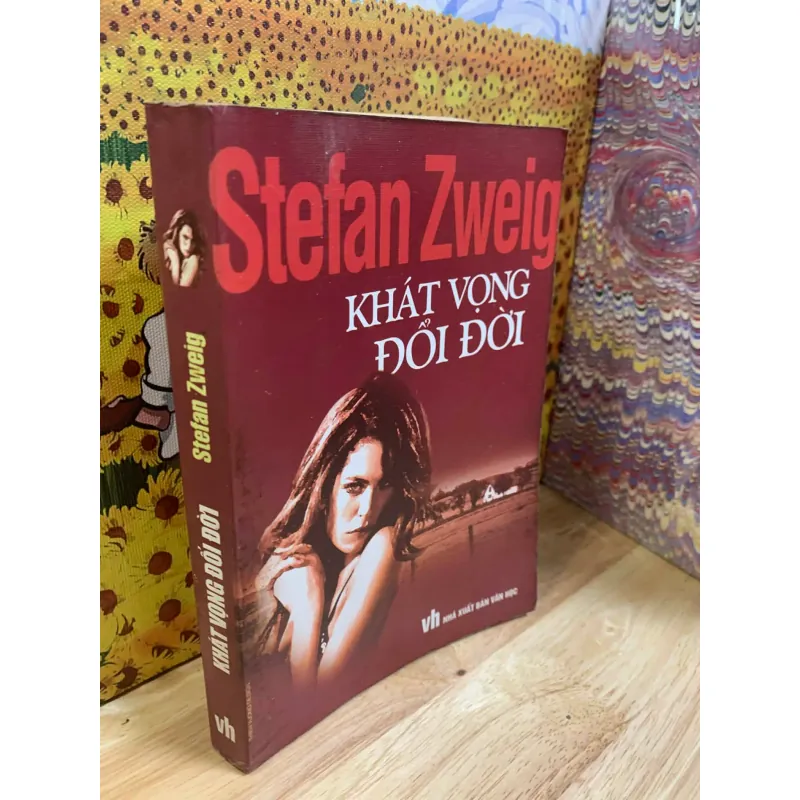 Stefan Zweig
KHÁT VỌNG
ĐỔI ĐỜI
vh NHÀ XUẤT BẢN VĂN HỌC
Stefan Zweig
KHÁT VỌNG ĐỔI ĐỜI
vh